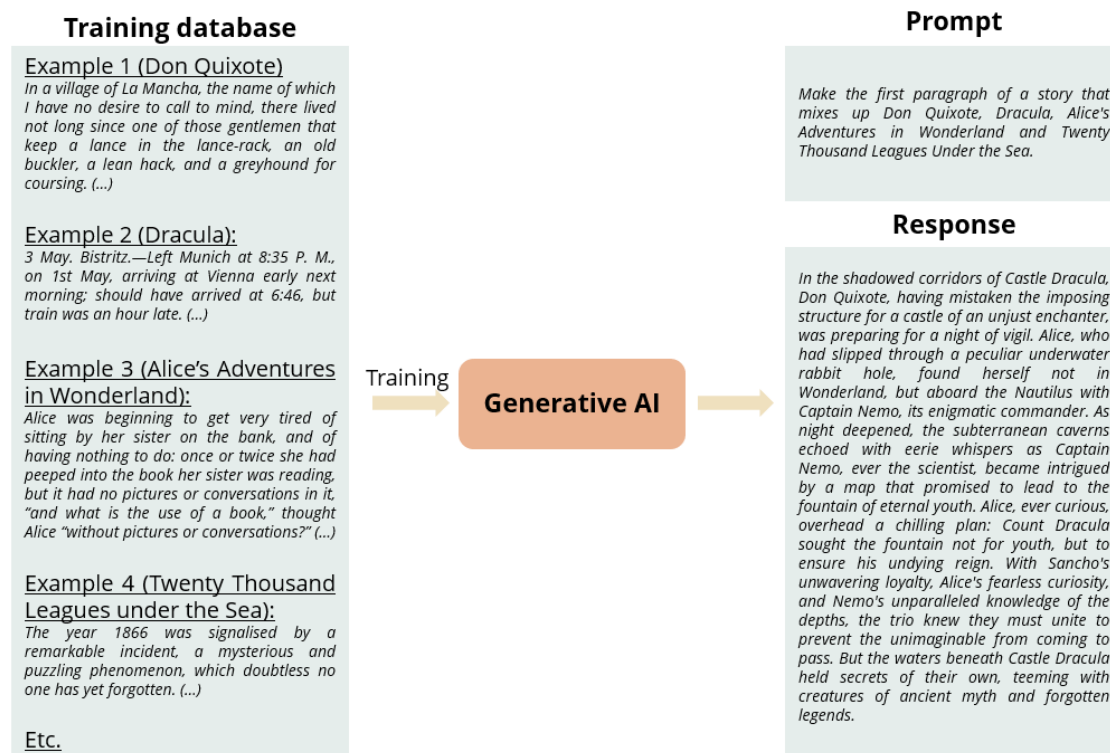 Training database
Example 1 (Don Quixote)
In a village of La Mancha, the name of which
I have no desire to call to mind, there lived
not long since one of those gentlemen that
keep a lance in the lance-rack, an old
buckler, a lean hack, and a greyhound for
coursing. (...)
Example 2 (Dracula):
3 May. Bistritz.—Left Munich at 8:35 P. M.,
on 1st May, arriving at Vienna early next
morning; should have arrived at 6:46, but
train was an hour late. (...)
Example 3 (Alice’s Adventures
in Wonderland):
Alice was beginning to get very tired of
sitting by her sister on the bank, and of
having nothing to do: once or twice she had
peeped into the book her sister was reading,
but it had no pictures or conversations in it,
“and what is the use of a book,” thought
Alice “without pictures or conversations?” (...)
Example 4 (Twenty Thousand
Leagues under the Sea):
The year 1866 was signalised by a
remarkable incident, a mysterious and
puzzling phenomenon, which doubtless no
one has yet forgotten. (...)
Etc.
Training
Generative AI
Prompt
Make the first paragraph of a story that
mixes up Don Quixote, Dracula, Alice's
Adventures in Wonderland and Twenty
Thousand Leagues Under the Sea.
Response
In the shadowed corridors of Castle Dracula,
Don Quixote, having mistaken the imposing
structure for a castle of an unjust enchanter,
was preparing for a night of vigil. Alice, who
had slipped through a peculiar underwater
rabbit hole, found herself not in
Wonderland, but aboard the Nautilus with
Captain Nemo, its enigmatic commander. As
night deepened, the subterranean caverns
echoed with eerie whispers as Captain
Nemo, ever the scientist, became intrigued
by a map that promised to lead to the
fountain of eternal youth. Alice, ever curious,
overhead a chilling plan: Count Dracula
sought the fountain not for youth, but to
ensure his undying reign. With Sancho's
unwavering loyalty, Alice's fearless curiosity,
and Nemo's unparalleled knowledge of the
depths, the trio knew they must unite to
prevent the unimaginable from coming to
pass. But the waters beneath Castle Dracula
held secrets of their own, teeming with
creatures of ancient myth and forgotten
legends.